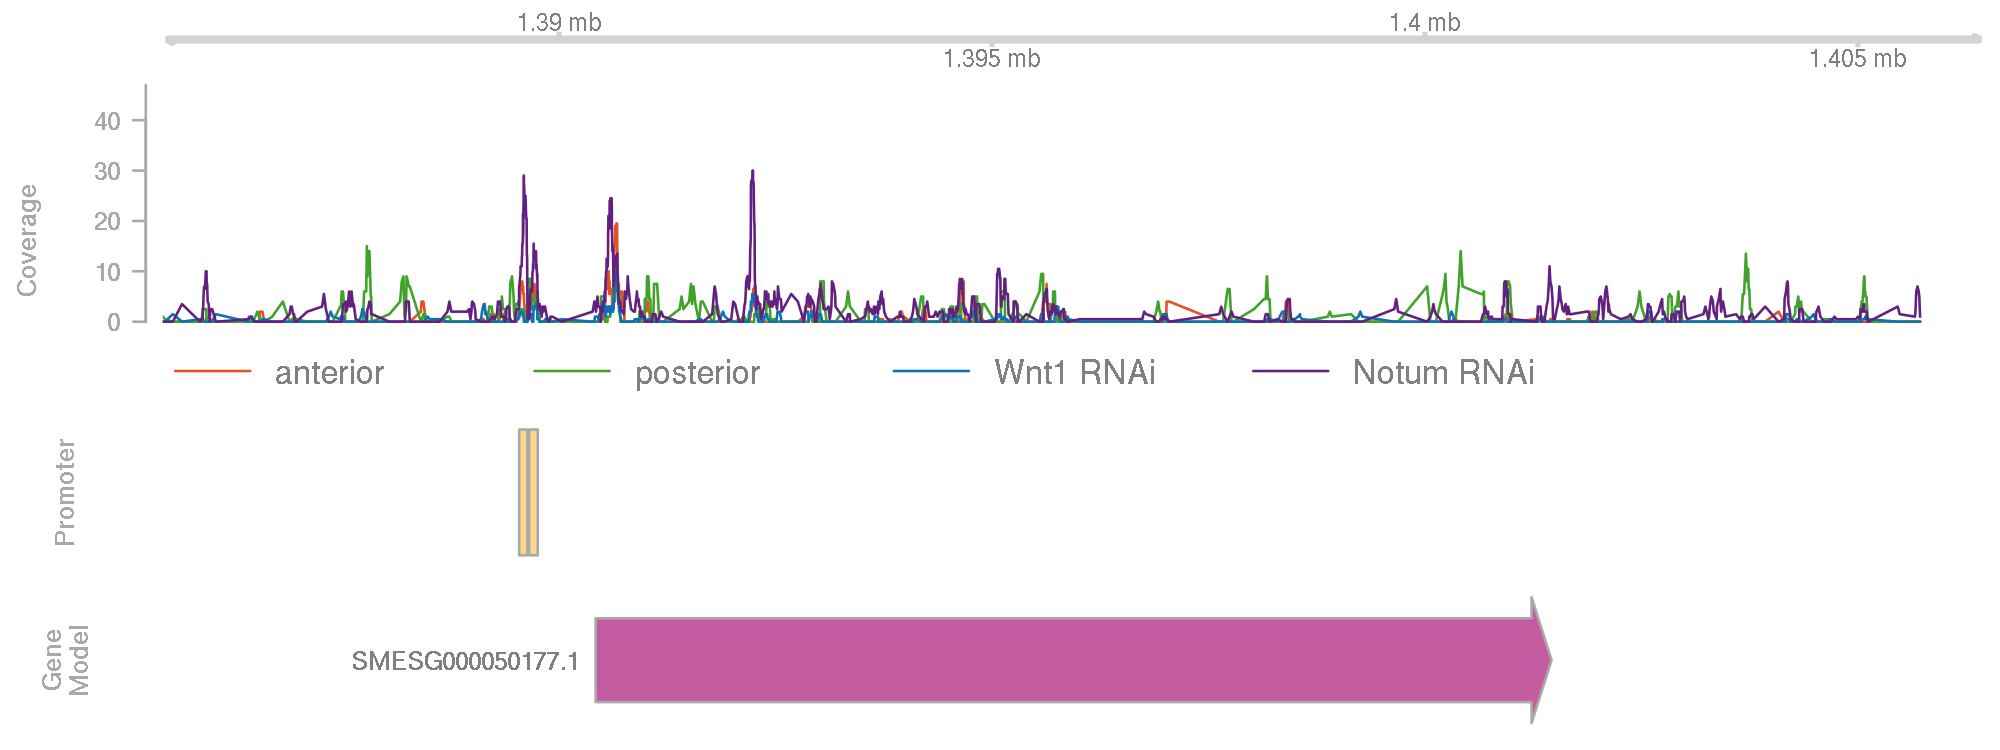 1.39 mb
1.4 mb
1.395 mb
1.405 mb
Coverage
40
30
20
10
0
anterior
posterior
Wnt1 RNAi
Notum RNAi
Promoter
Gene
Model
SMESG000050177.1